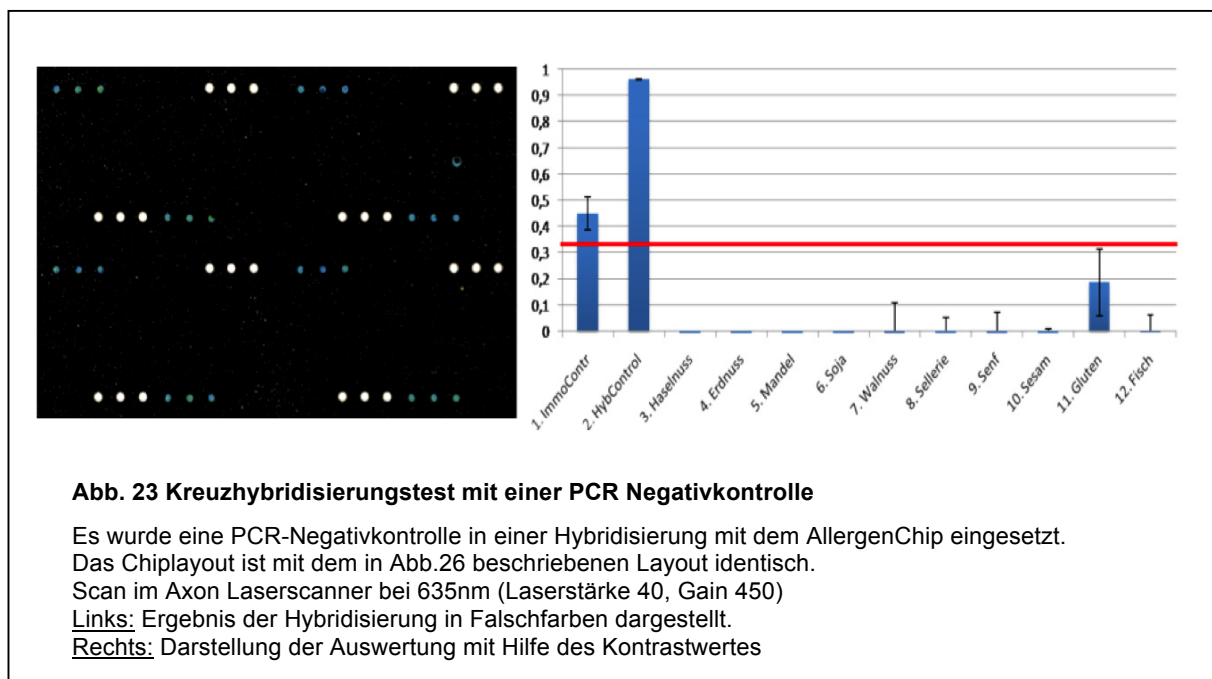 1
0,9
0,8
0,7
0,6
0,5
0,4
0,3
0,2
0,1
0
1. ImmoContr
2. HybControl
3. Haselnuss
4. Erdnuss
5. Mandel
6. Soja
7. Walnuss
8. Sellerie
9. Senf
10. Sesam
11. Gluten
12. Fisch
Abb. 23 Kreuzhybridisierungstest mit einer PCR Negativkontrolle
Es wurde eine PCR-Negativkontrolle in einer Hybridisierung mit dem AllergenChip eingesetzt.
Das Chiplayout ist mit dem in Abb.26 beschriebenen Layout identisch.
Scan im Axon Laserscanner bei 635nm (Laserstärke 40, Gain 450)
Links: Ergebnis der Hybridisierung in Falschfarben dargestellt.
Rechts: Darstellung der Auswertung mit Hilfe des Kontrastwertes